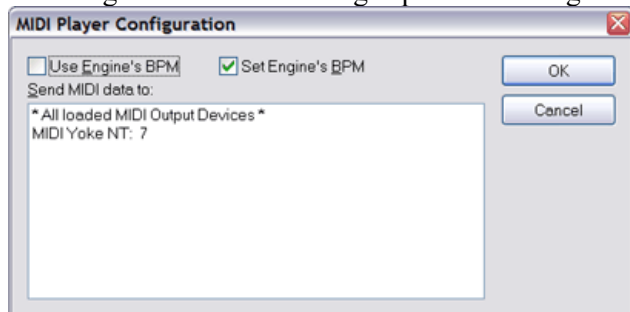 MIDI Player Configuration
Use Engine's BPM Set Engine's BPM
OK
Send MIDI data to:
* All loaded MIDI Output Devices *
Cancel
MIDI Yoke NT: 7